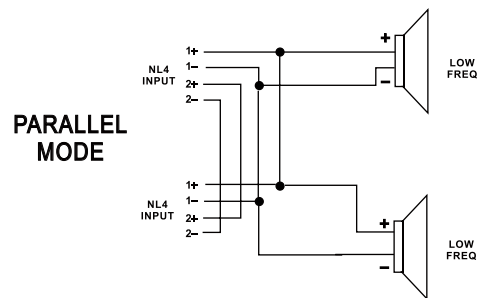 PARALLEL
MODE
NL4
INPUT
1+
1−
2+
2−
+
−
LOW
FREQ
NL4
INPUT
1+
1−
2+
2−
+
−
LOW
FREQ